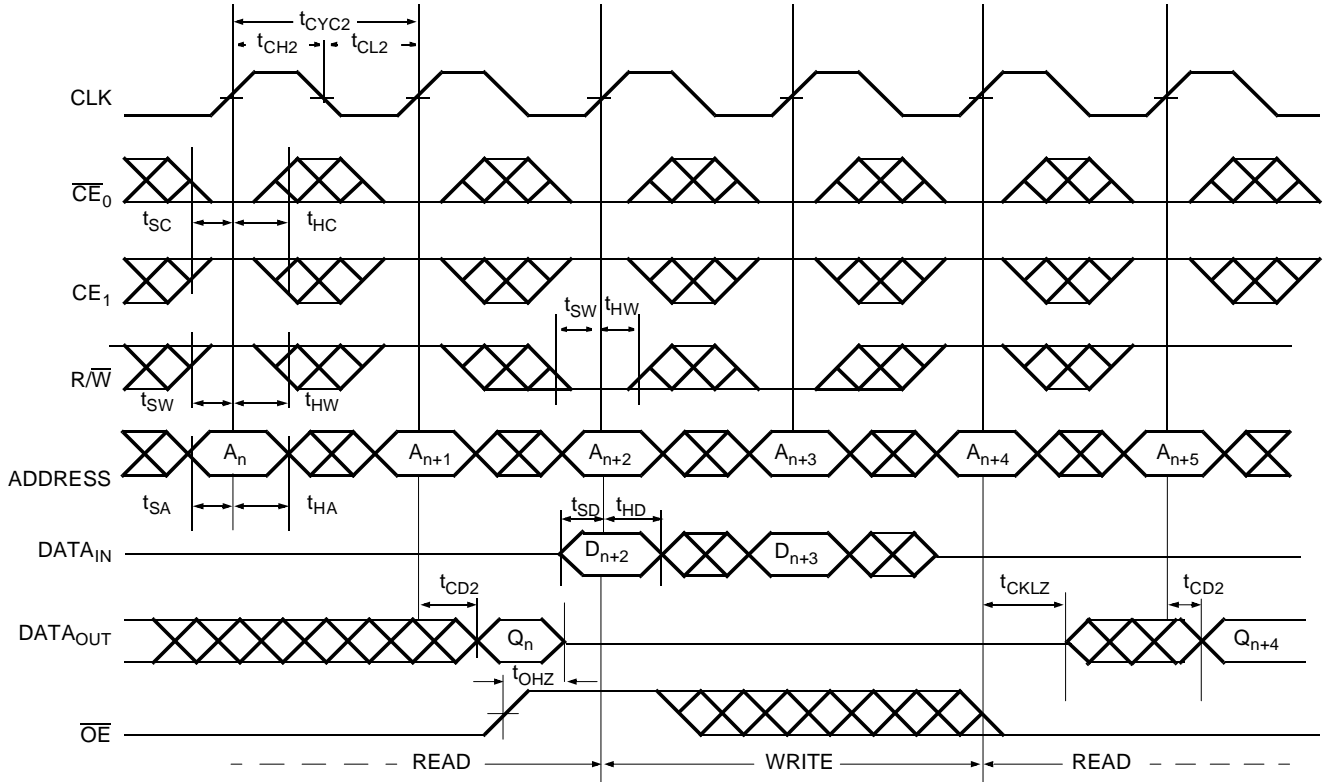 tCYC2
tCH2 tCL2
CLK
CE0
tSC tHC
CE1
tSW tHW
R/W
tSW tHW
An An+1 An+2 An+3 An+4 An+5
ADDRESS
tSA tHA
tSD tHD
DATAIN Dn+2 Dn+3
tCD2 tCKLZ tCD2
DATAOUT Qn Qn+4
tOHZ
OE
READ WRITE READ